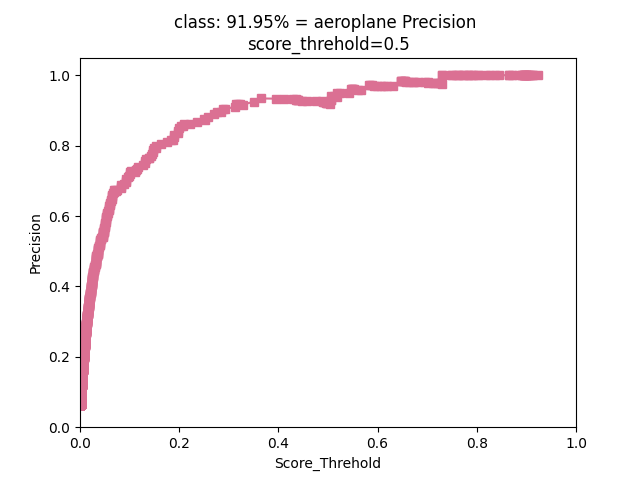 class: 91.95% = aeroplane Precision
score_threhold=0.5
1.0
0.8
0.6
0.4
0.2
0.0
Precision
0.0 0.2 0.4 0.6 0.8 1.0
Score_Threhold